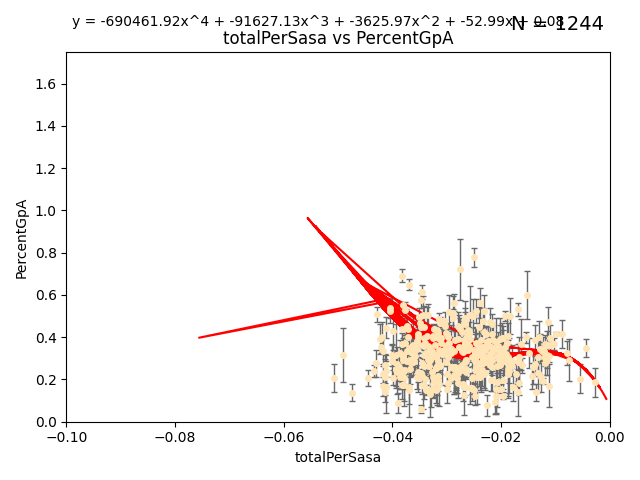 y = -690461.92x^4 + -91627.13x^3 + -3625.97x^2 + -52.99x + 0.08
N = 1244
totalPerSasa vs PercentGpA
1.6
1.4
1.2
1.0
0.8
0.6
0.4
0.2
0.0
PercentGpA
−0.10 −0.08 −0.06 −0.04 −0.02 0.00
totalPerSasa